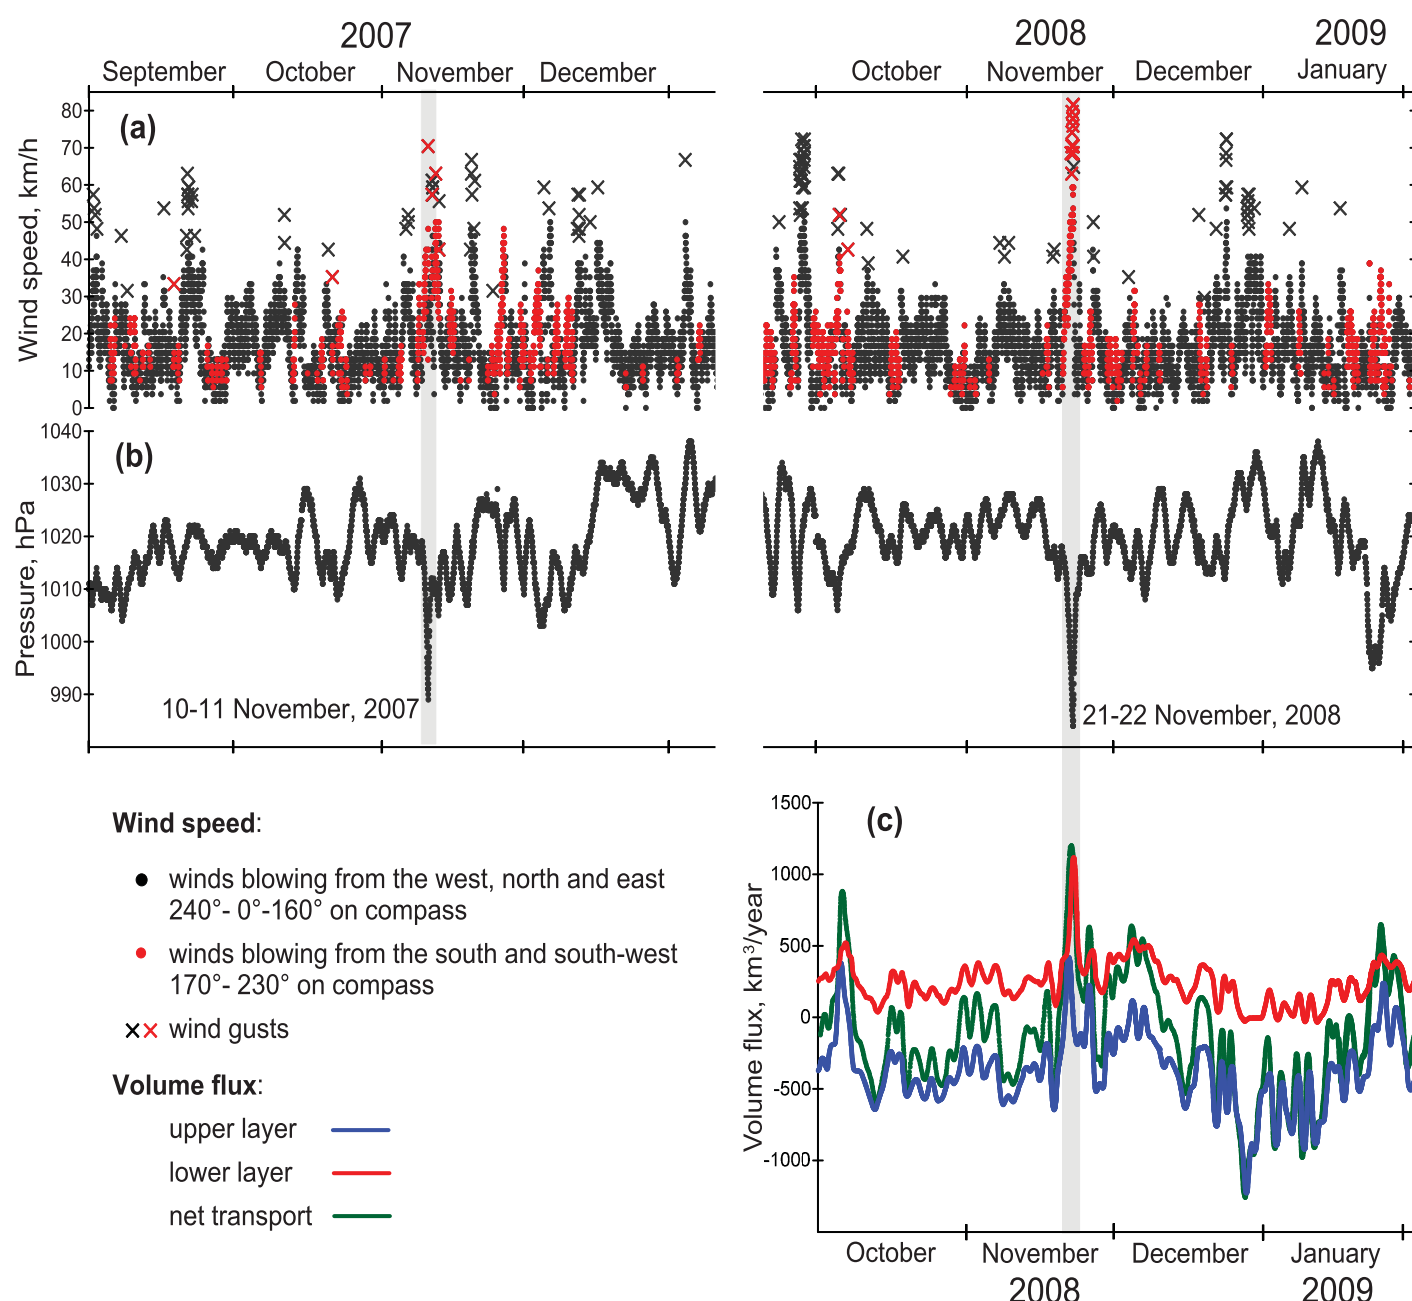 2007
2008
2009
September
October
November
December
October
November
December
January
(a)
Wind speed, km/h
80
70
60
50
40
30
20
10
0
(b)
Pressure, hPa
1040
1030
1020
1010
1000
990
10-11 November, 2007
21-22 November, 2008
Wind speed:
winds blowing from the west, north and east
240°- 0°-160° on compass
winds blowing from the south and south-west
170°- 230° on compass
wind gusts
Volume flux:
upper layer
lower layer
net transport
(c)
Volume flux, km³/year
1500
1000
500
0
-500
-1000
October
November
December
January
2008
2009